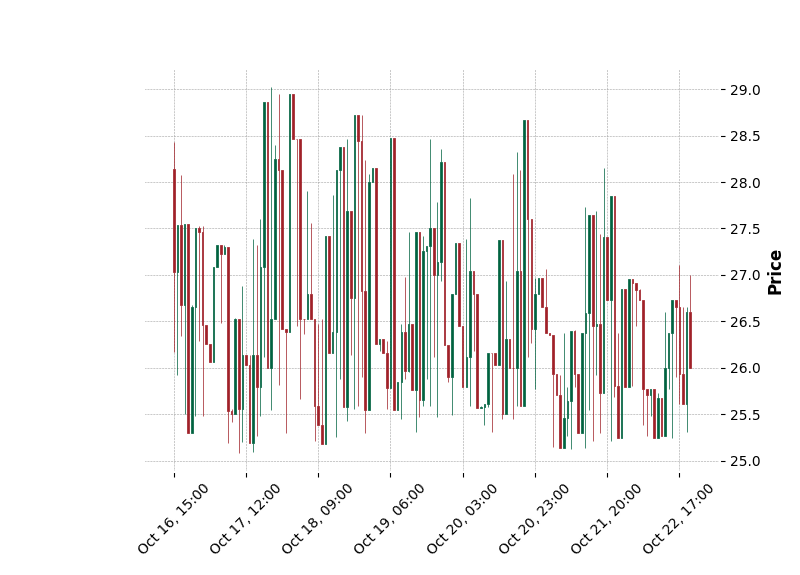 29.0
28.5
28.0
27.5
27.0
26.5
26.0
25.5
25.0
Price
Oct 16, 15:00
Oct 17, 12:00
Oct 18, 09:00
Oct 19, 06:00
Oct 20, 03:00
Oct 20, 23:00
Oct 21, 20:00
Oct 22, 17:00